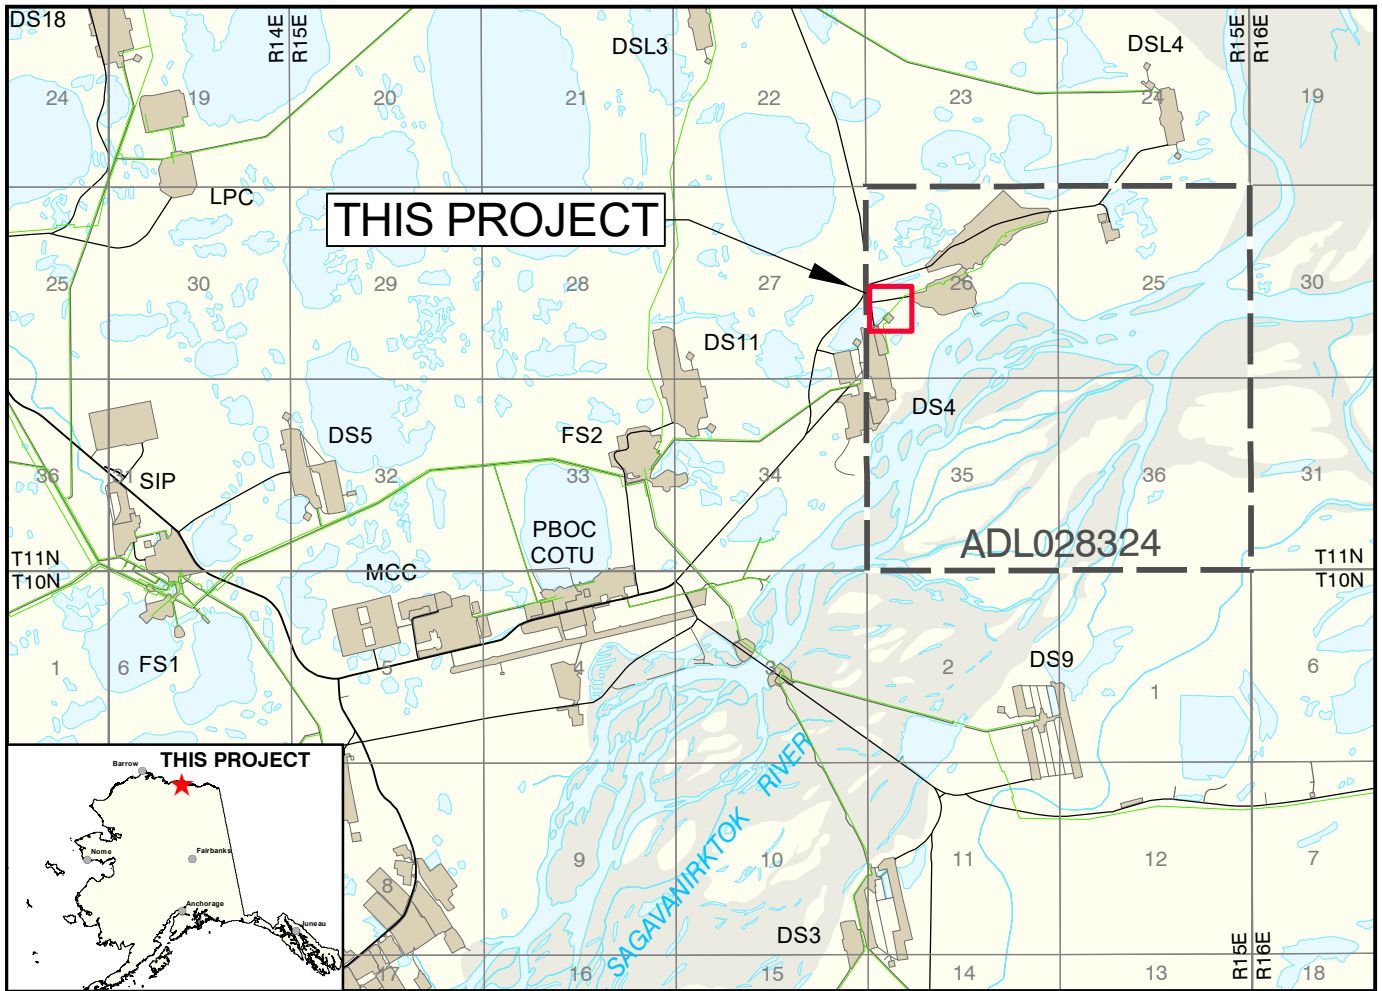 DS18
R14E
R15E
DSL3
DSL4
R15E
R16E
24
19
20
21
22
23
24
19
LPC
THIS PROJECT
25
30
29
28
27
26
25
30
DS11
DS4
DS5
FS2
36
31
SIP
32
33
34
35
36
31
PBOC
COTU
ADL028324
T11N
T10N
T11N
T10N
MCC
1
6
FS1
5
4
3
2
DS9
1
6
THIS PROJECT
Barrow
Nome
Fairbanks
Anchorage
Juneau
SAGAVANIRKTOK RIVER
8
9
10
11
12
7
DS3
R15E
R16E
17
16
15
14
13
18